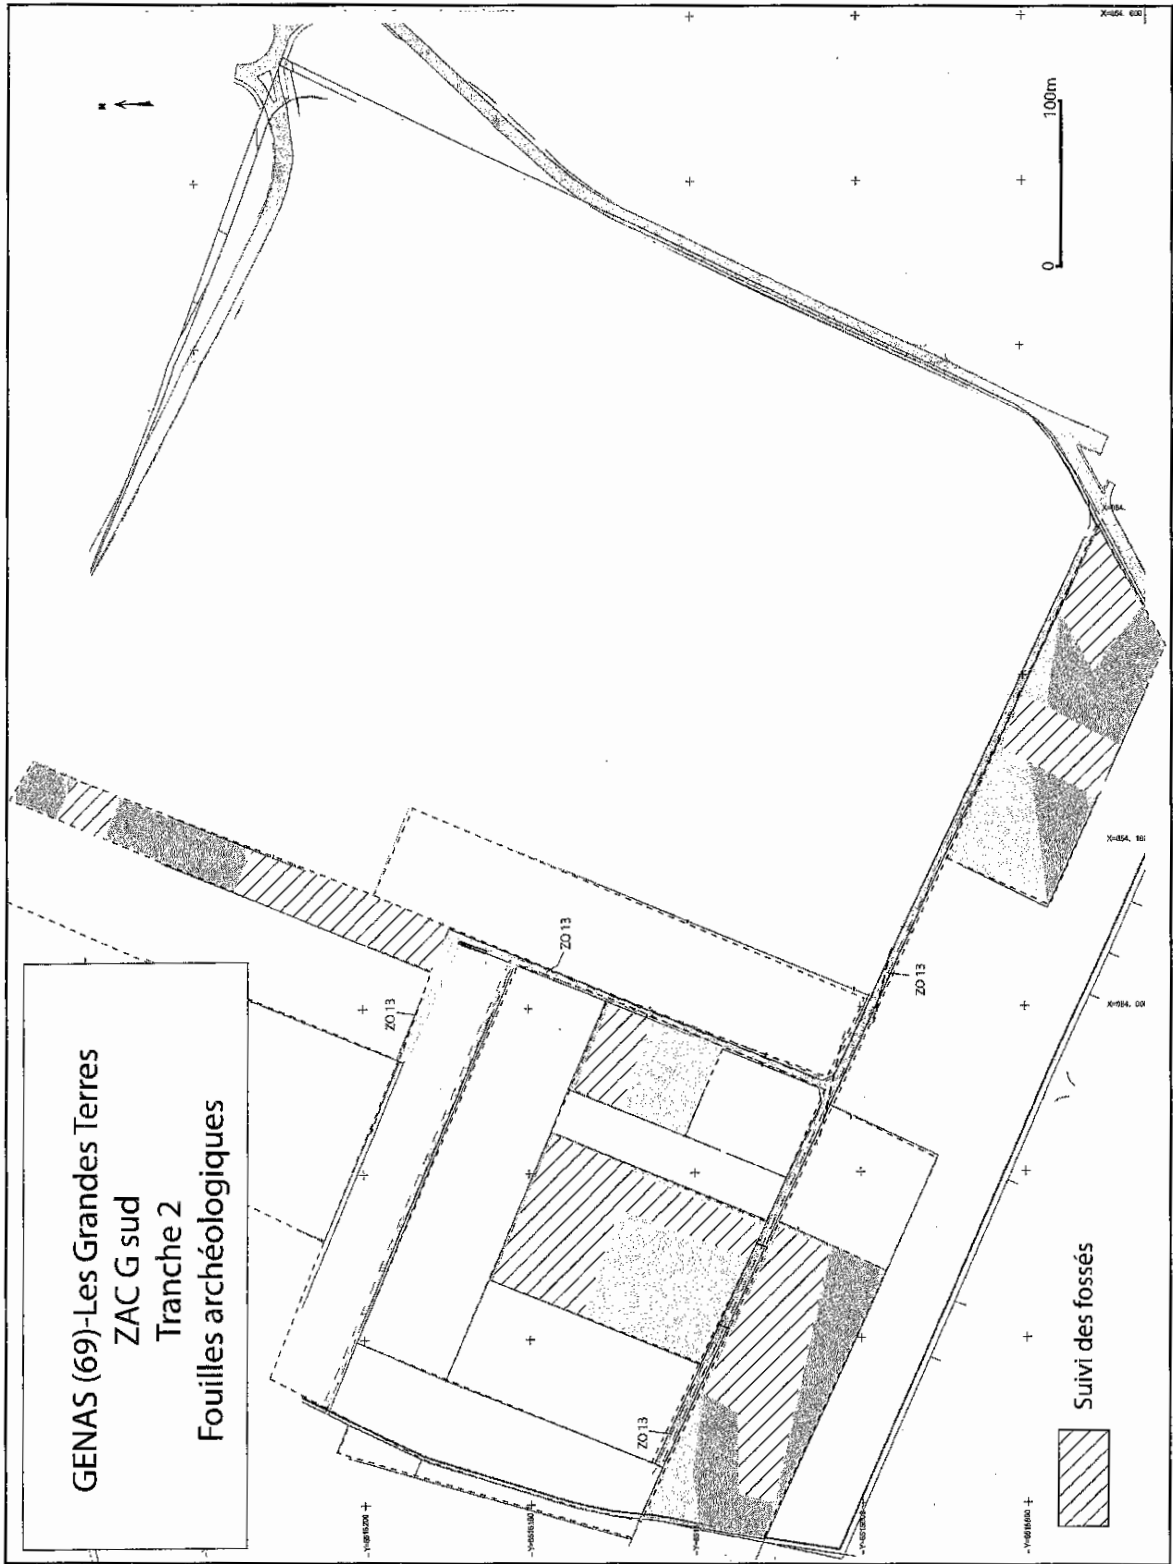 GENAS (69)-Les Grandes Terres
ZAC G sud
Tranche 2
Fouilles archéologiques
N
0 100m
ZO 13
ZO 13
ZO 13
ZO 13
Suivi des fossés